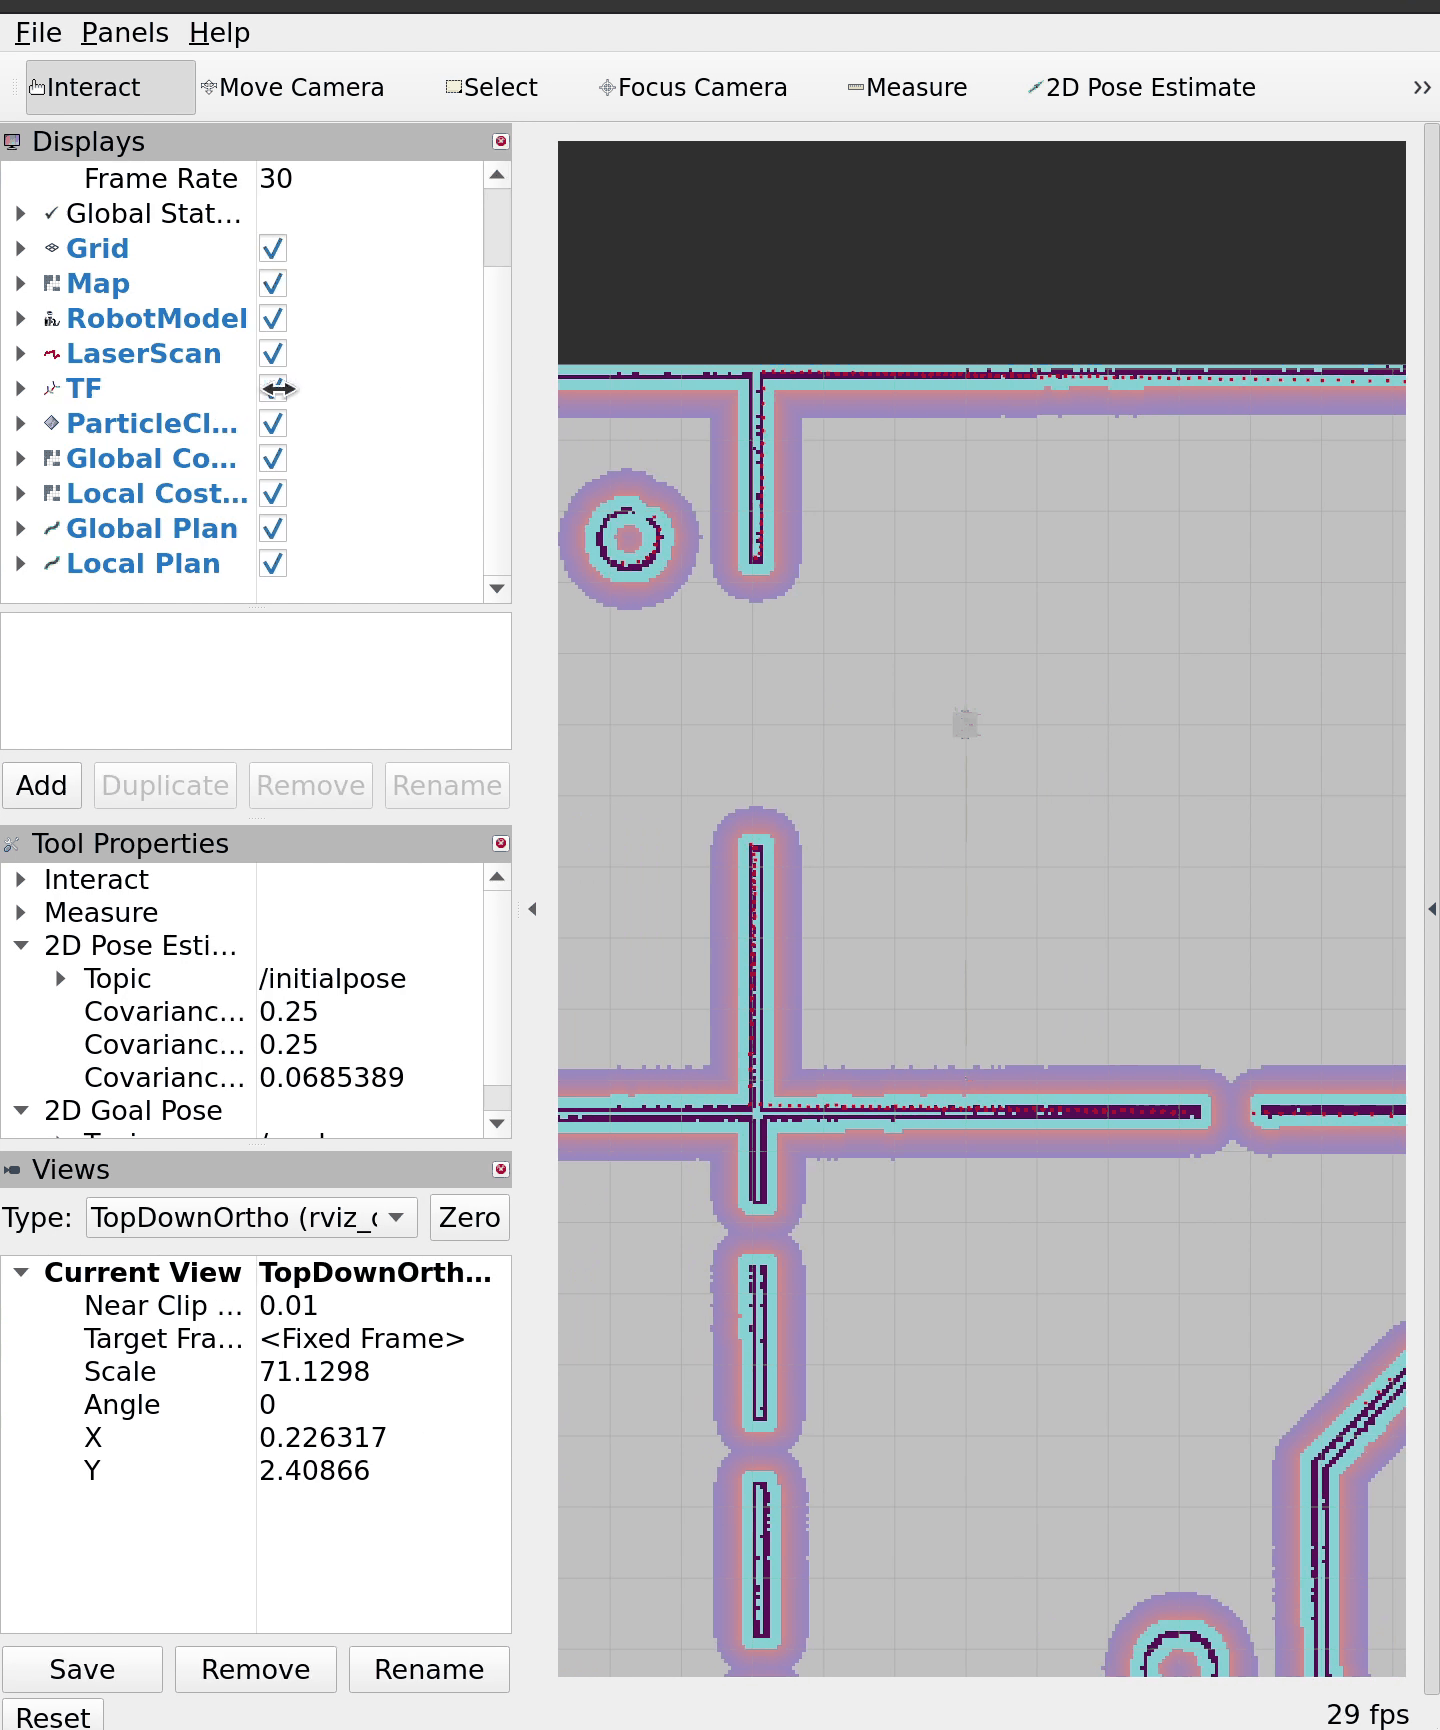 File Panels Help
Interact Move Camera Select Focus Camera Measure 2D Pose Estimate »
Displays
Frame Rate 30
Global Stat...
Grid
Map
RobotModel
LaserScan
TF
ParticleCl...
Global Co...
Local Cost...
Global Plan
Local Plan
Add Duplicate Remove Rename
Tool Properties
Interact
Measure
2D Pose Esti...
Topic /initialpose
Covarianc... 0.25
Covarianc... 0.25
Covarianc... 0.0685389
2D Goal Pose
Views
Type: TopDownOrtho (rviz_ Zero
Current View TopDownOrth...
Near Clip ... 0.01
Target Fra... <Fixed Frame>
Scale 71.1298
Angle 0
X 0.226317
Y 2.40866
Save Remove Rename
Reset
29 fps